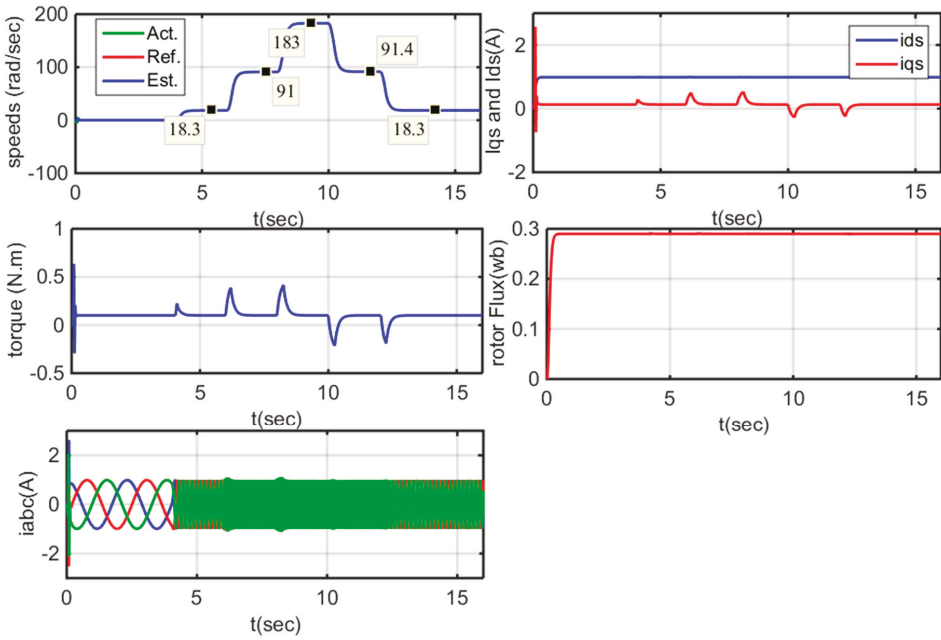 200
100
0
-100
speeds (rad/sec)
Act.
Ref.
Est.
18.3
91
183
91.4
18.3
0
5
10
15
t(sec)
2
0
-2
Iqs and Ids(A)
ids
iqs
0
5
10
15
t(sec)
1
0.5
0
-0.5
torque (N.m)
0
5
10
15
t(sec)
0.3
0.2
0.1
0
rotor Flux(wb)
0
5
10
15
t(sec)
2
0
-2
iabc(A)
0
5
10
15
t(sec)